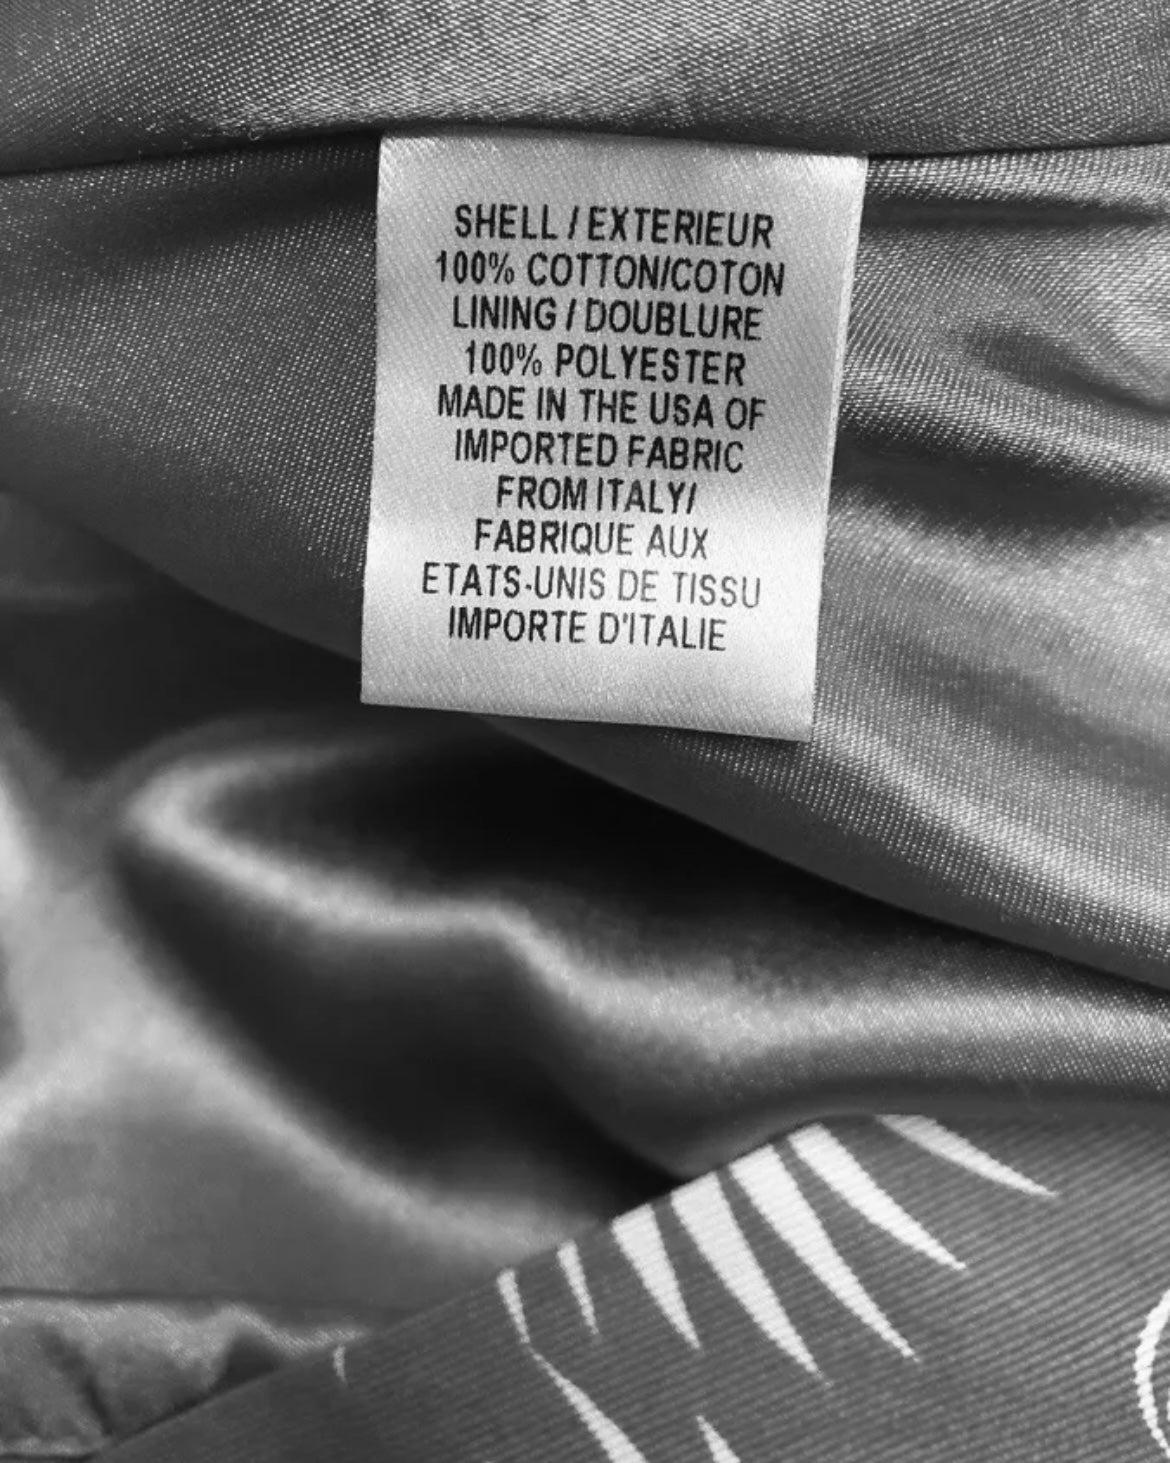 SHELL / EXTERIEUR
100% COTTON/COTON
LINING / DOUBLURE
100% POLYESTER
MADE IN THE USA OF
IMPORTED FABRIC
FROM ITALY/
FABRIQUE AUX
ETATS-UNIS DE TISSU
IMPORTE D'ITALIE